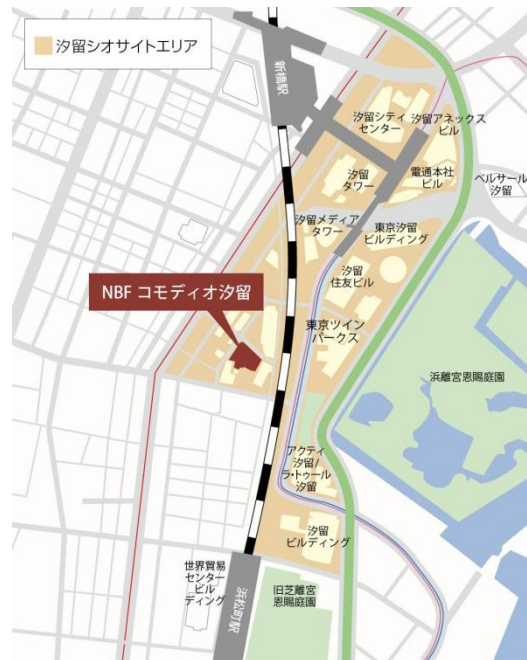 汐留シオサイトエリア
新橋駅
汐留シティ
センター
汐留アネックス
ビル
汐留
タワー
電通本社
ビル
ベルサール
汐留
汐留メディア
タワー
東京汐留
ビルディング
汐留
住友ビル
NBF コモディオ汐留
東京ツイン
パークス
浜離宮恩賜庭園
アクティ
汐留/
ラ・トゥール
汐留
汐留
ビルディング
世界貿易
センター
ビル
ディング
浜松町駅
旧芝離宮
恩賜庭園